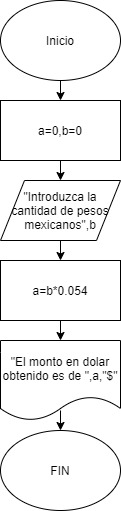 Inicio
a=0,b=0
"Introduzca la
cantidad de pesos
mexicanos",b
a=b*0.054
"El monto en dolar
obtenido es de ",a,"$"
FIN